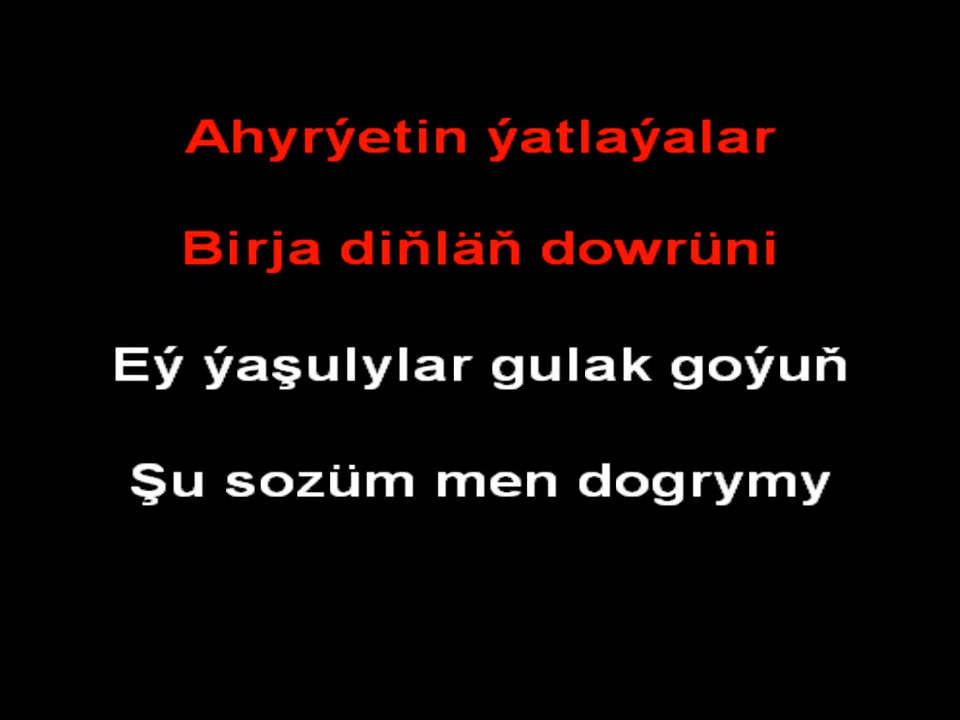 Ahyrýetin ýatlaýalar
Birja diňläň dowrüni
Eý ýaşulylar gulak goýuň
Şu sozüm men dogrymy